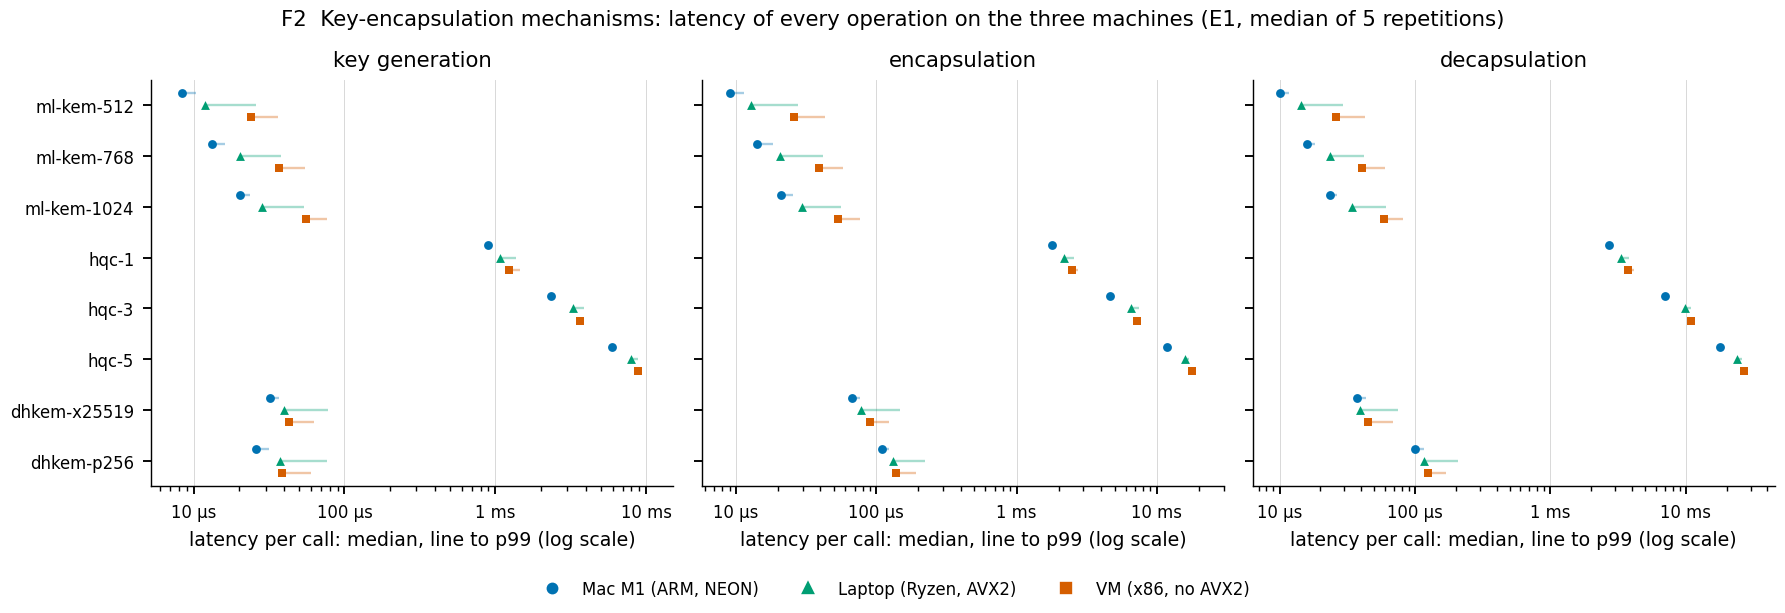 F2  Key-encapsulation mechanisms: latency of every operation on the three machines (E1, median of 5 repetitions)
key generation
encapsulation
decapsulation
ml-kem-512
ml-kem-768
ml-kem-1024
hqc-1
hqc-3
hqc-5
dhkem-x25519
dhkem-p256
10 µs
100 µs
1 ms
10 ms
10 µs
100 µs
1 ms
10 ms
10 µs
100 µs
1 ms
10 ms
latency per call: median, line to p99 (log scale)
latency per call: median, line to p99 (log scale)
latency per call: median, line to p99 (log scale)
Mac M1 (ARM, NEON)
Laptop (Ryzen, AVX2)
VM (x86, no AVX2)